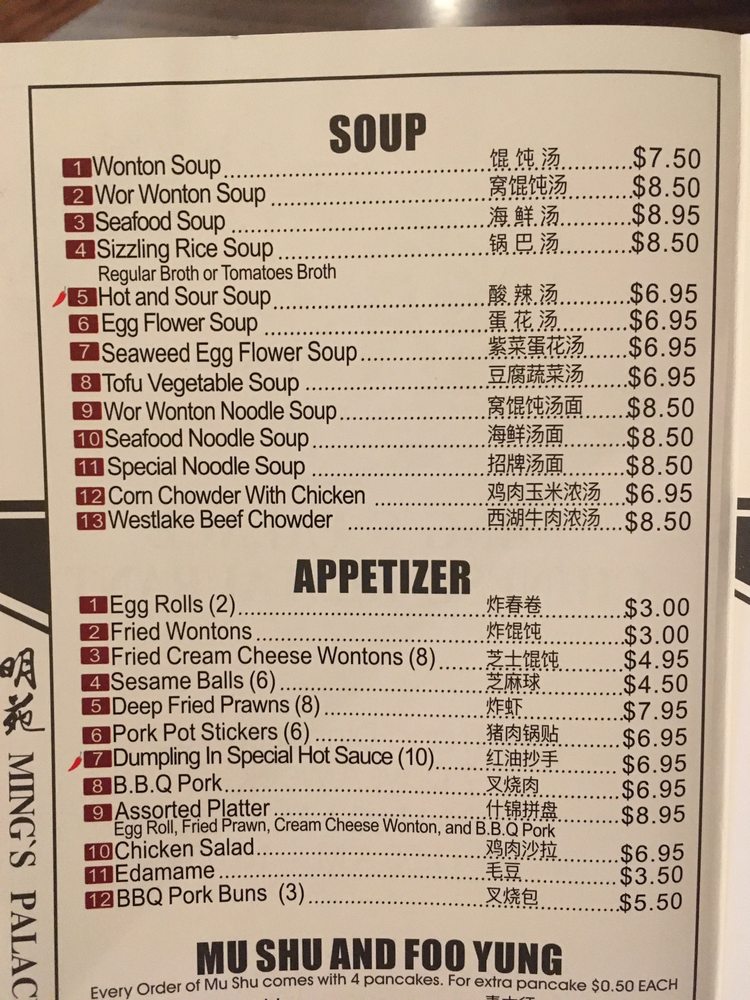 SOUP
1 Wonton Soup 馄饨汤 $7.50
2 Wor Wonton Soup 窝馄饨汤 $8.50
3 Seafood Soup 海鲜汤 $8.95
4 Sizzling Rice Soup 锅巴汤 $8.50
Regular Broth or Tomatoes Broth
5 Hot and Sour Soup 酸辣汤 $6.95
6 Egg Flower Soup 蛋花汤 $6.95
7 Seaweed Egg Flower Soup 紫菜蛋花汤 $6.95
8 Tofu Vegetable Soup 豆腐蔬菜汤 $6.95
9 Wor Wonton Noodle Soup 窝馄饨汤面 $8.50
10 Seafood Noodle Soup 海鲜汤面 $8.50
11 Special Noodle Soup 招牌汤面 $8.50
12 Corn Chowder With Chicken 鸡肉玉米浓汤 $6.95
13 Westlake Beef Chowder 西湖牛肉浓汤 $8.50
APPETIZER
1 Egg Rolls (2) 炸春卷 $3.00
2 Fried Wontons 炸馄饨 $3.00
3 Fried Cream Cheese Wontons (8) 芝士馄饨 $4.95
4 Sesame Balls (6) 芝麻球 $4.50
5 Deep Fried Prawns (8) 炸虾 $7.95
6 Pork Pot Stickers (6) 猪肉锅贴 $6.95
7 Dumpling In Special Hot Sauce (10) 红油抄手 $6.95
8 B.B.Q Pork 叉烧肉 $6.95
9 Assorted Platter 什锦拼盘 $8.95
Egg Roll, Fried Prawn, Cream Cheese Wonton, and B.B.Q Pork
10 Chicken Salad 鸡肉沙拉 $6.95
11 Edamame 毛豆 $3.50
12 BBQ Pork Buns (3) 叉烧包 $5.50
MU SHU AND FOO YUNG
Every Order of Mu Shu comes with 4 pancakes. For extra pancake $0.50 EACH
明苑 MING'S PALAC